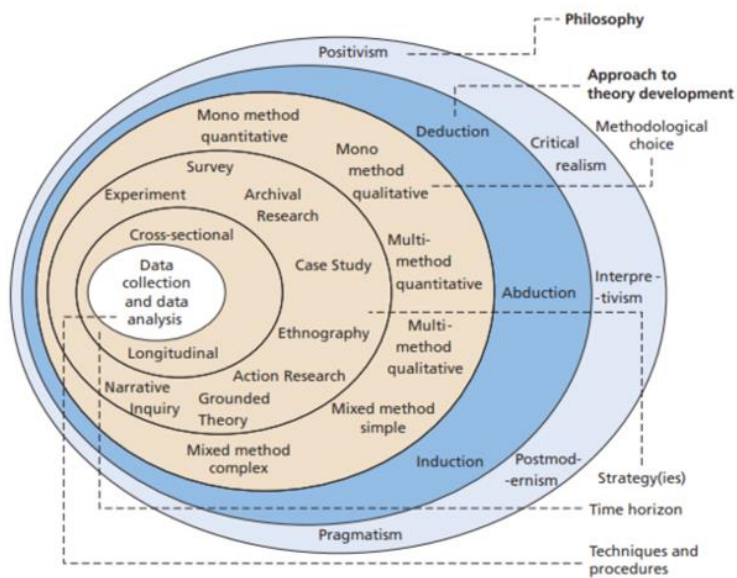 Philosophy
Positivism
Approach to
theory development
Mono method
quantitative
Deduction
Methodological
choice
Critical
realism
Mono
method
qualitative
Survey
Experiment
Archival
Research
Cross-sectional
Data
collection
and data
analysis
Case Study
Multi-
method
quantitative
Abduction
Interpre-
-tivism
Ethnography
Multi-
method
qualitative
Longitudinal
Action Research
Narrative
Inquiry
Grounded
Theory
Mixed method
simple
Mixed method
complex
Induction
Postmod-
-ernism
Strategy(ies)
Time horizon
Pragmatism
Techniques and
procedures